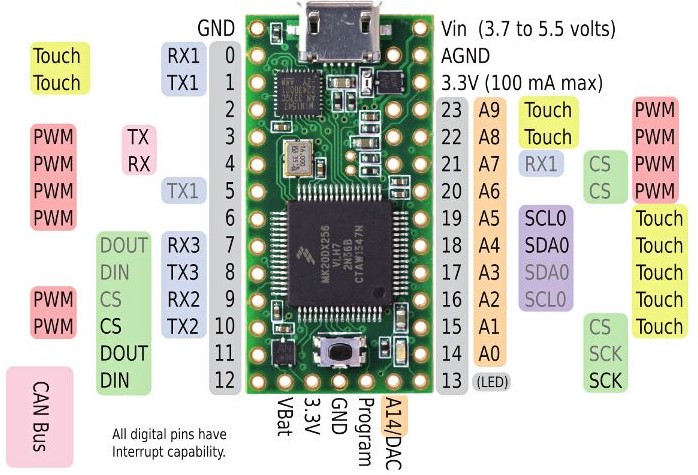 GND Vin (3.7 to 5.5 volts)
Touch RX1 0 AGND
Touch TX1 1 3.3V (100 mA max)
2 23 A9 Touch PWM
PWM TX 3 22 A8 Touch PWM
PWM RX 4 21 A7 RX1 CS PWM
PWM TX1 5 20 A6 CS PWM
PWM 6 19 A5 SCL0 Touch
DOUT RX3 7 18 A4 SDA0 Touch
DIN TX3 8 17 A3 SDA0 Touch
PWM CS RX2 9 16 A2 SCL0 Touch
PWM CS TX2 10 15 A1 CS Touch
DOUT 11 14 A0 SCK
DIN 12 13 (LED) SCK
MK20DX256
VLH7
2N36B
CTAW1347N
CAN Bus
All digital pins have
Interrupt capability.
VBat
3.3V
GND
Program
A14/DAC